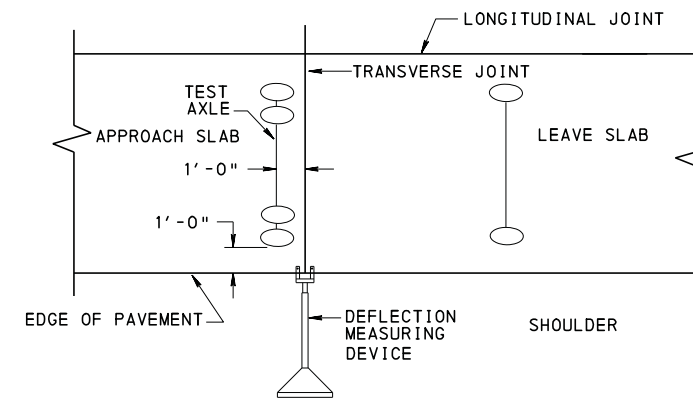 LONGITUDINAL JOINT
TRANSVERSE JOINT
TEST
AXLE
APPROACH SLAB
LEAVE SLAB
1'-0"
1'-0"
EDGE OF PAVEMENT
DEFLECTION
MEASURING
DEVICE
SHOULDER